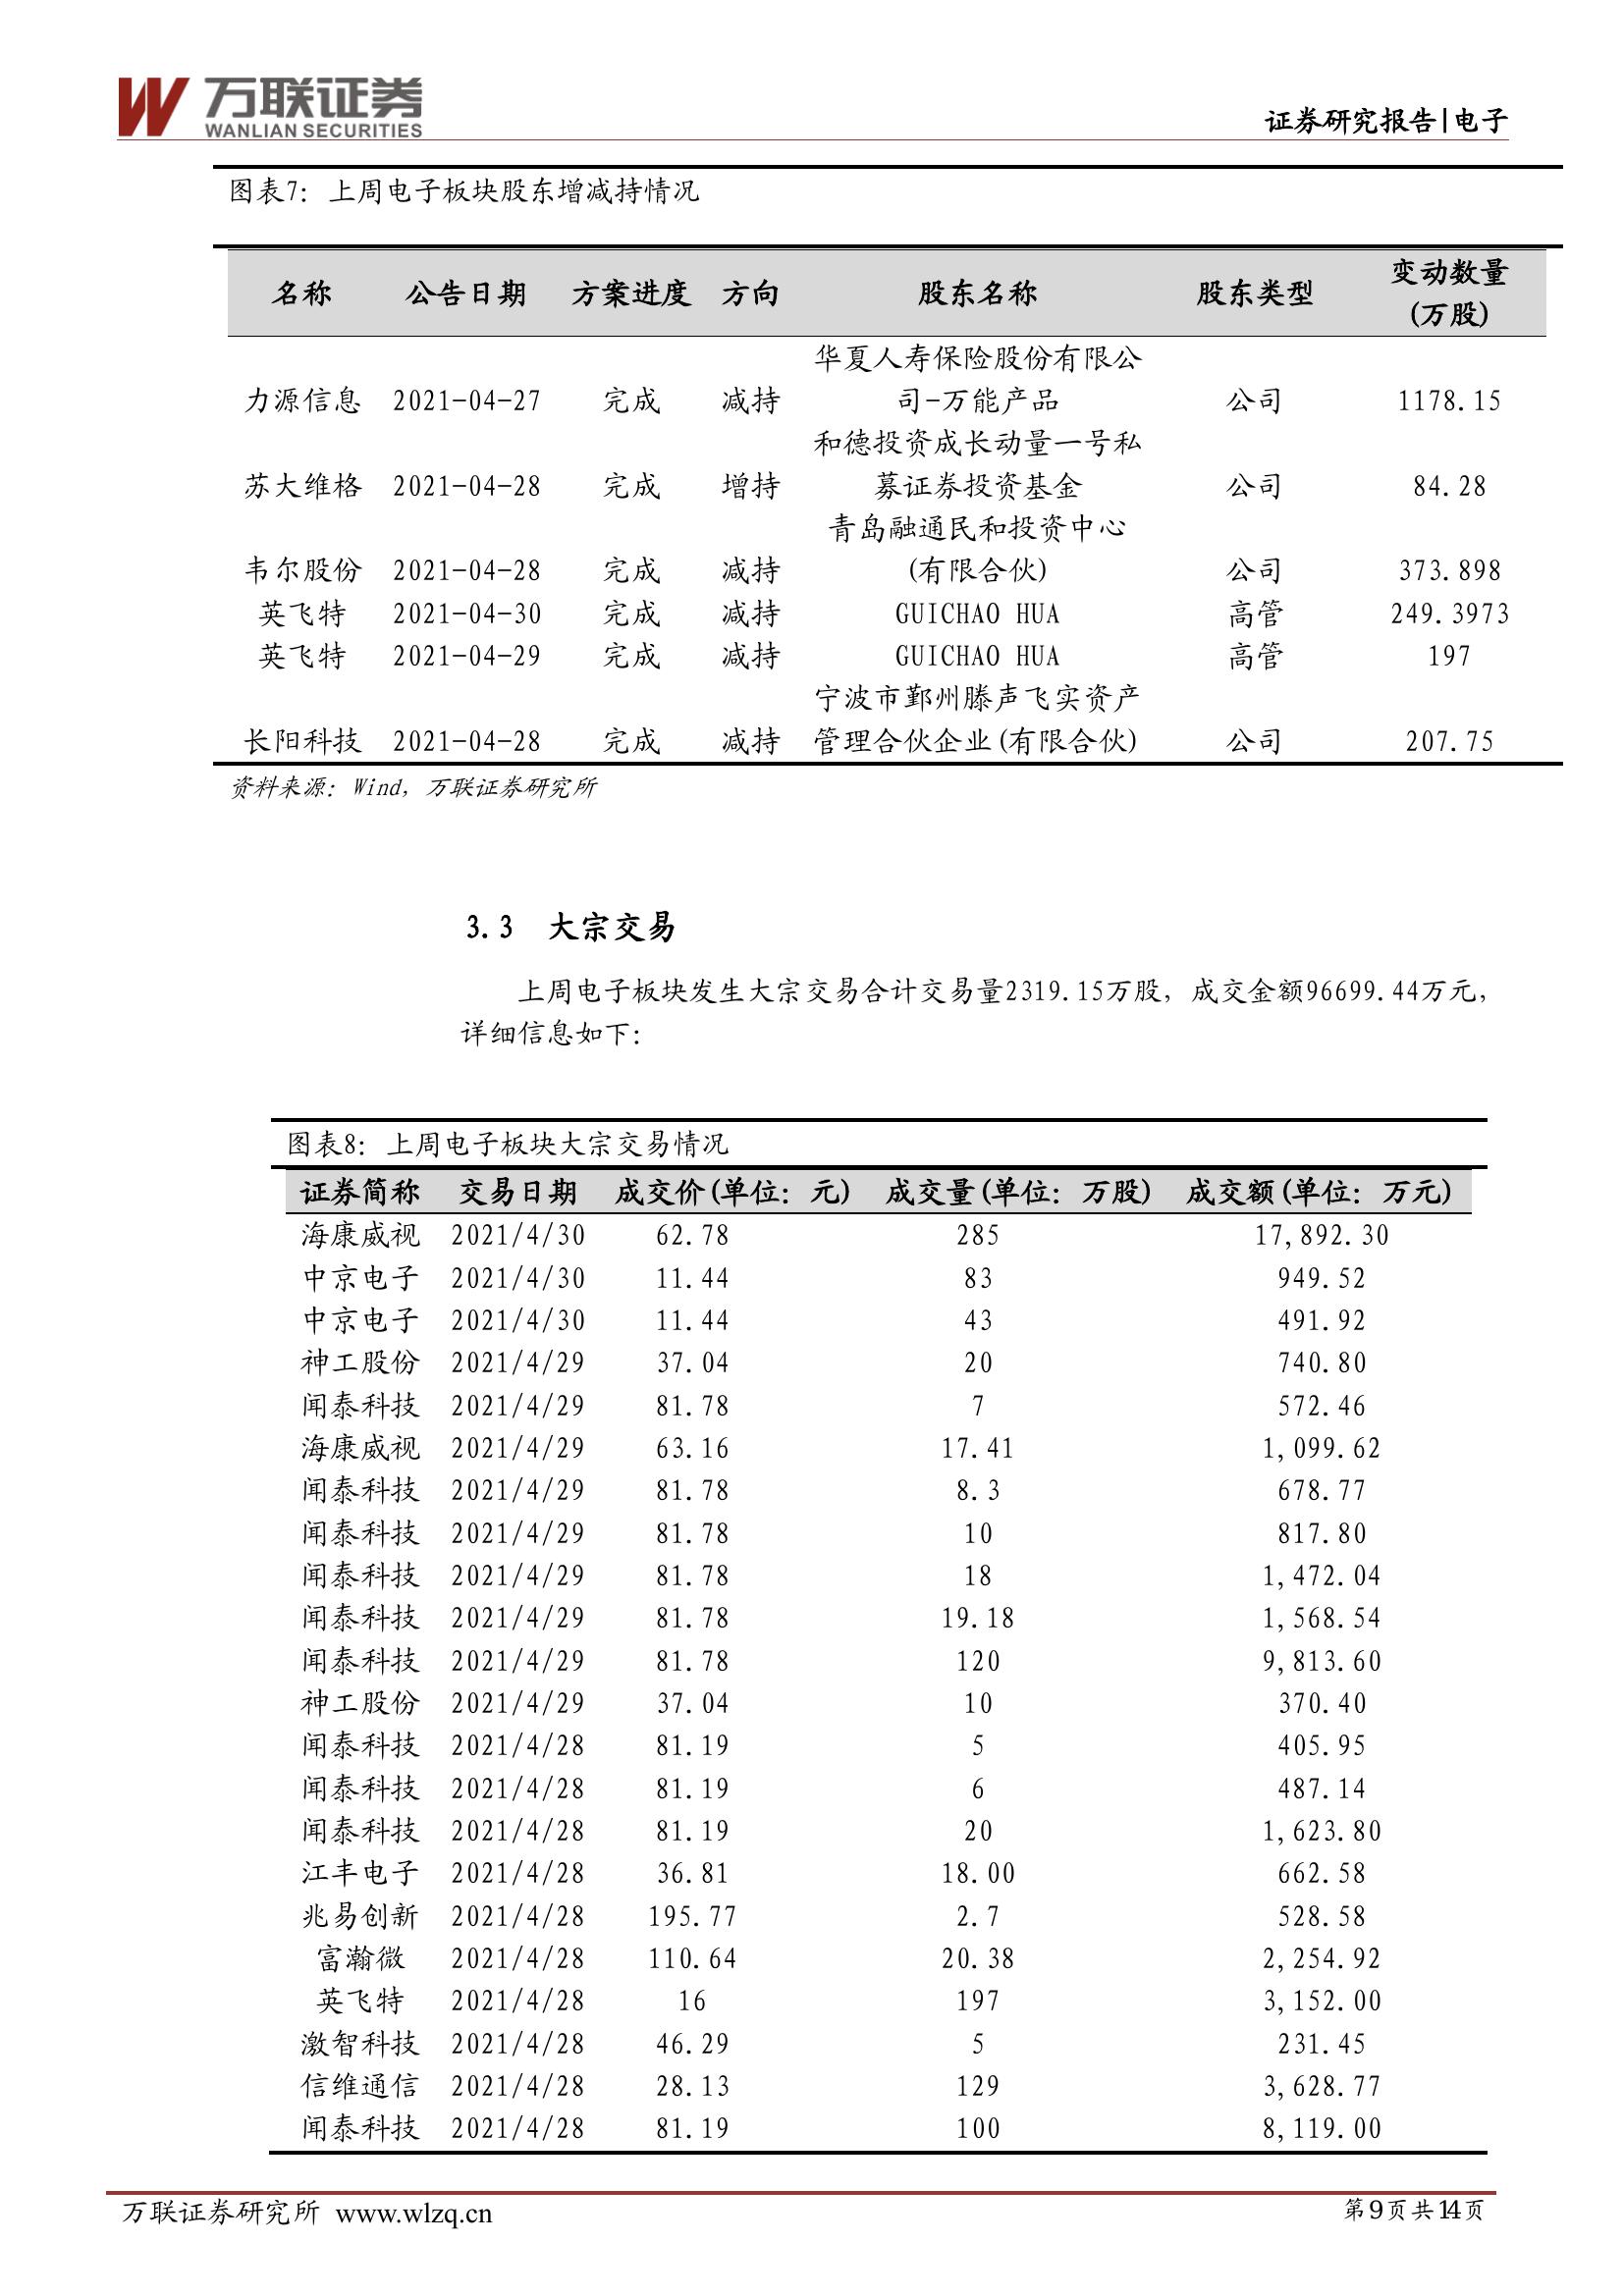 万联证券
WANLIAN SECURITIES
证券研究报告|电子
图表7：上周电子板块股东增减持情况
名称 公告日期 方案进度 方向 股东名称 股东类型 变动数量
(万股)
华夏人寿保险股份有限公
力源信息 2021-04-27 完成 减持 司-万能产品 公司 1178.15
和德投资成长动量一号私
苏大维格 2021-04-28 完成 增持 募证券投资基金 公司 84.28
青岛融通民和投资中心
韦尔股份 2021-04-28 完成 减持 (有限合伙) 公司 373.898
英飞特 2021-04-30 完成 减持 GUICHAO HUA 高管 249.3973
英飞特 2021-04-29 完成 减持 GUICHAO HUA 高管 197
宁波市鄞州滕声飞实资产
长阳科技 2021-04-28 完成 减持 管理合伙企业(有限合伙) 公司 207.75
资料来源：Wind，万联证券研究所
3.3 大宗交易
上周电子板块发生大宗交易合计交易量2319.15万股，成交金额96699.44万元，
详细信息如下：
图表8：上周电子板块大宗交易情况
证券简称 交易日期 成交价(单位：元) 成交量(单位：万股) 成交额(单位：万元)
海康威视 2021/4/30 62.78 285 17,892.30
中京电子 2021/4/30 11.44 83 949.52
中京电子 2021/4/30 11.44 43 491.92
神工股份 2021/4/29 37.04 20 740.80
闻泰科技 2021/4/29 81.78 7 572.46
海康威视 2021/4/29 63.16 17.41 1,099.62
闻泰科技 2021/4/29 81.78 8.3 678.77
闻泰科技 2021/4/29 81.78 10 817.80
闻泰科技 2021/4/29 81.78 18 1,472.04
闻泰科技 2021/4/29 81.78 19.18 1,568.54
闻泰科技 2021/4/29 81.78 120 9,813.60
神工股份 2021/4/29 37.04 10 370.40
闻泰科技 2021/4/28 81.19 5 405.95
闻泰科技 2021/4/28 81.19 6 487.14
闻泰科技 2021/4/28 81.19 20 1,623.80
江丰电子 2021/4/28 36.81 18.00 662.58
兆易创新 2021/4/28 195.77 2.7 528.58
富瀚微 2021/4/28 110.64 20.38 2,254.92
英飞特 2021/4/28 16 197 3,152.00
激智科技 2021/4/28 46.29 5 231.45
信维通信 2021/4/28 28.13 129 3,628.77
闻泰科技 2021/4/28 81.19 100 8,119.00
万联证券研究所 www.wlzq.cn 第9页共14页